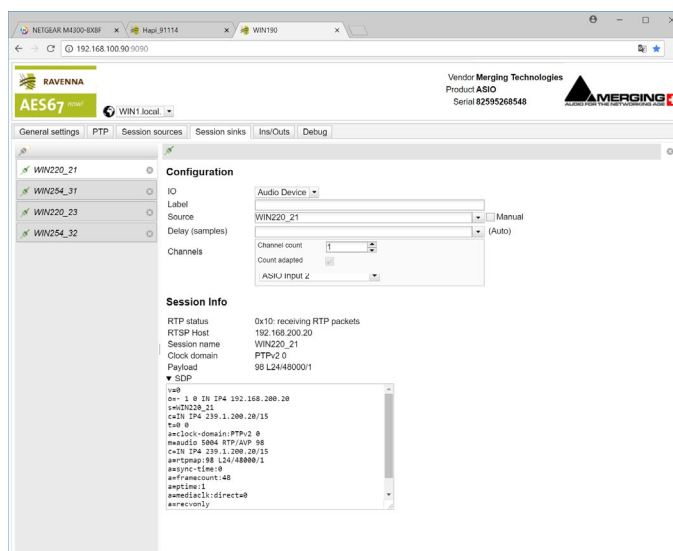 NETGEAR M4300-8X8F
Hapi_91114
WIN190
192.168.100.90:9090
RAVENNA
AES67 now!
WIN1.local.
Vendor Merging Technologies
Product ASIO
Serial 82595268548
MERGING
AUDIO FOR THE NETWORKING AGE
General settings PTP Session sources Session sinks Ins/Outs Debug
WIN220_21
WIN254_31
WIN220_23
WIN254_32
Configuration
IO Audio Device
Label
Source WIN220_21 Manual
Delay (samples) (Auto)
Channels
Channel count 1
Count adapted
ASIO Input 2
Session Info
RTP status 0x10: receiving RTP packets
RTSP Host 192.168.200.20
Session name WIN220_21
Clock domain PTPv2 0
Payload 98 L24/48000/1
▼ SDP
v=0
o=- 1 0 IN IP4 192.168.200.20
s=WIN220_21
c=IN IP4 239.1.200.20/15
t=0 0
a=clock-domain:PTPv2 0
m=audio 5004 RTP/AVP 98
c=IN IP4 239.1.200.20/15
a=rtpmap:98 L24/48000/1
a=sync-time:0
a=framecount:48
a=ptime:1
a=mediaclk:direct=0
a=recvonly